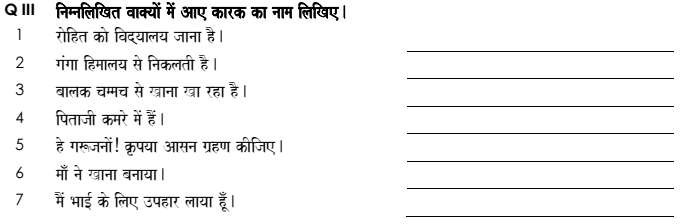 Q III निम्नलिखित वाक्यों में आए कारक का नाम लिखिए।
1 रोहित को विद्यालय जाना है।
2 गंगा हिमालय से निकलती है।
3 बालक चम्मच से खाना खा रहा है।
4 पिताजी कमरे में हैं।
5 हे गरूजनों! कृपया आसन ग्रहण कीजिए।
6 माँ ने खाना बनाया।
7 मैं भाई के लिए उपहार लाया हूँ।